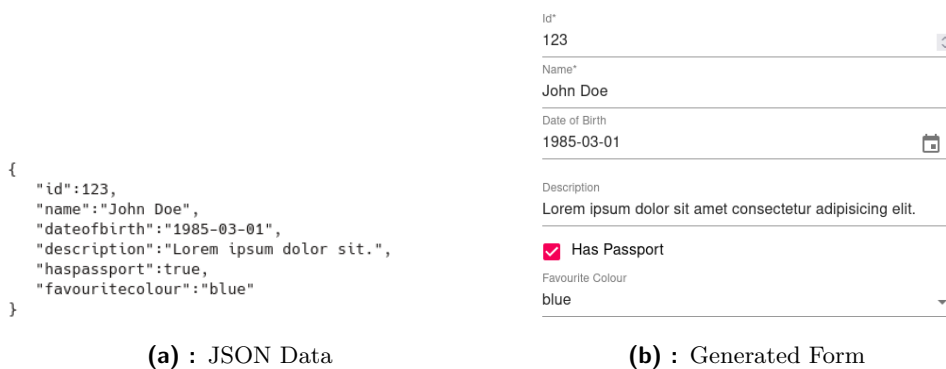 {
"id":123,
"name":"John Doe",
"dateofbirth":"1985-03-01",
"description":"Lorem ipsum dolor sit.",
"haspassport":true,
"favouritecolour":"blue"
}
(a) : JSON Data
Id*
123
Name*
John Doe
Date of Birth
1985-03-01
Description
Lorem ipsum dolor sit amet consectetur adipisicing elit.
Has Passport
Favourite Colour
blue
(b) : Generated Form